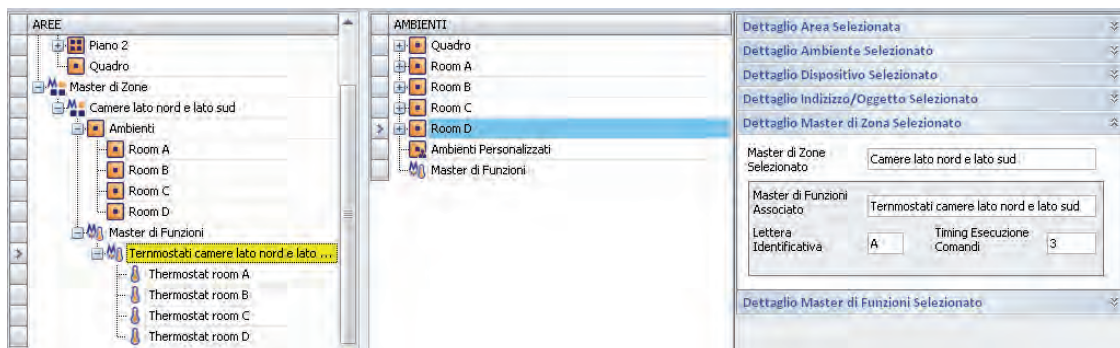 AREE
Piano 2
Quadro
Master di Zone
Camere lato nord e lato sud
Ambienti
Room A
Room B
Room C
Room D
Master di Funzioni
Ternmostati camere lato nord e lato ...
Thermostat room A
Thermostat room B
Thermostat room C
Thermostat room D
AMBIENTI
Quadro
Room A
Room B
Room C
Room D
Ambienti Personalizzati
Master di Funzioni
Dettaglio Area Selezionata
Dettaglio Ambiente Selezionato
Dettaglio Dispositivo Selezionato
Dettaglio Indizizzo/Oggetto Selezionato
Dettaglio Master di Zona Selezionato
Master di Zone
Selezionato
Camere lato nord e lato sud
Master di Funzioni
Associato
Ternmostati camere lato nord e lato sud
Lettera
Identificativa
A
Timing Esecuzione
Comandi
3
Dettaglio Master di Funzioni Selezionato